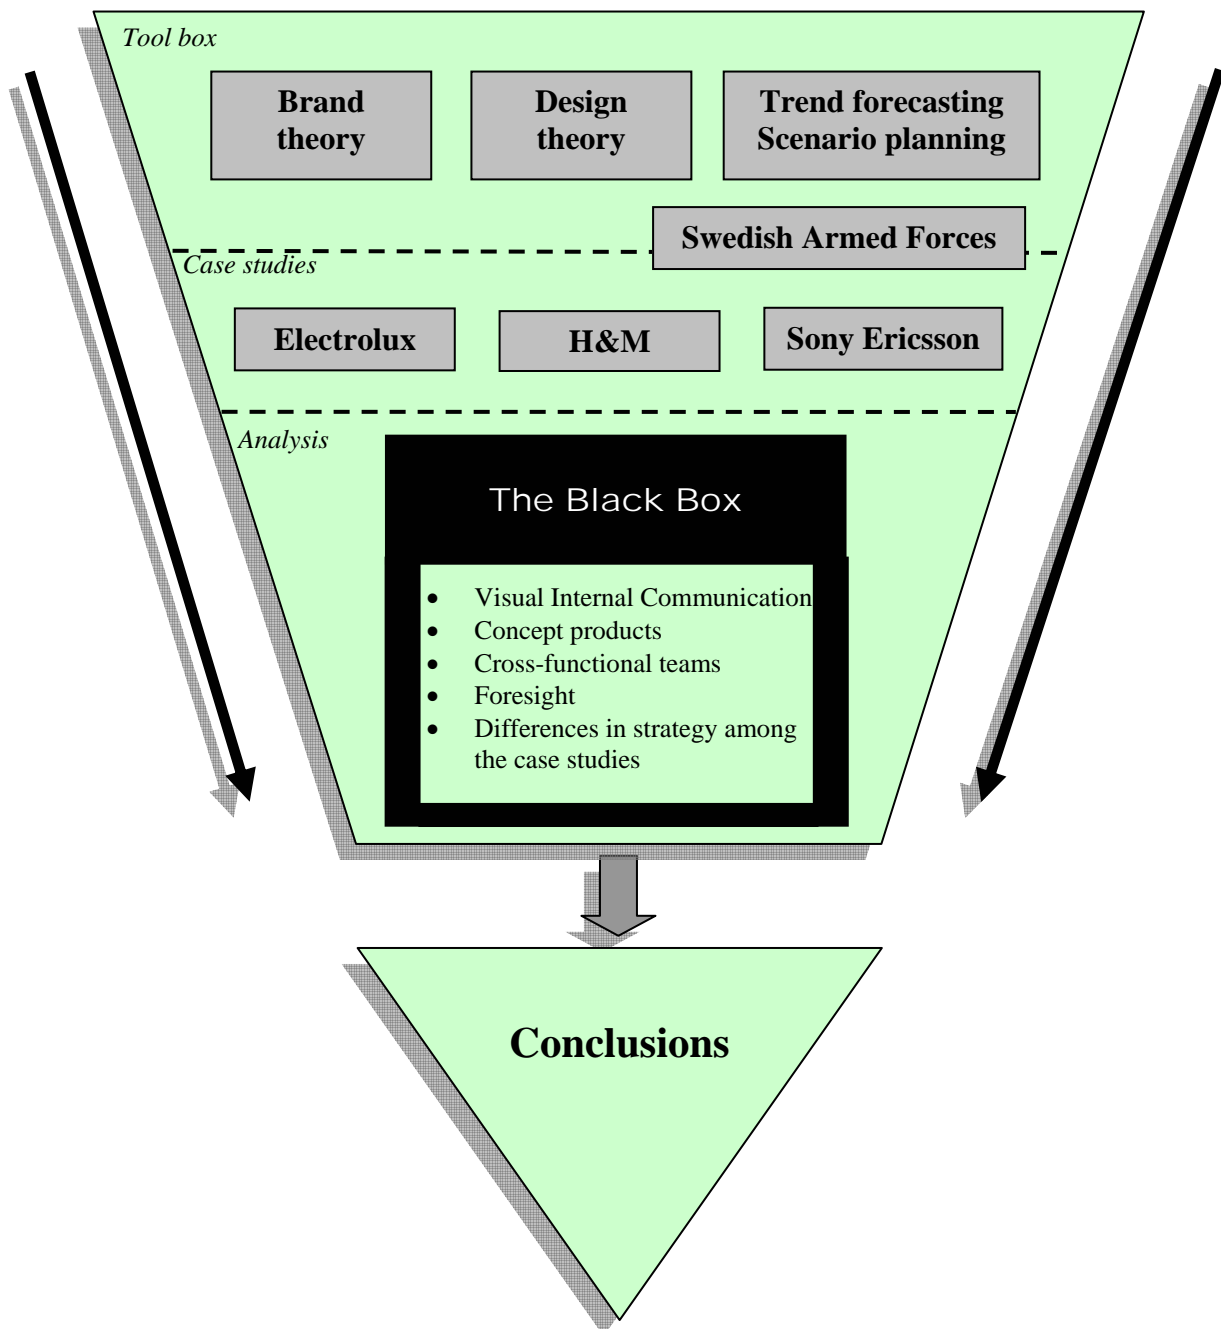 Tool box
Brand
theory
Design
theory
Trend forecasting
Scenario planning
Swedish Armed Forces
Case studies
Electrolux
H&M
Sony Ericsson
Analysis
The Black Box
• Visual Internal Communication
• Concept products
• Cross-functional teams
• Foresight
• Differences in strategy among
the case studies
Conclusions